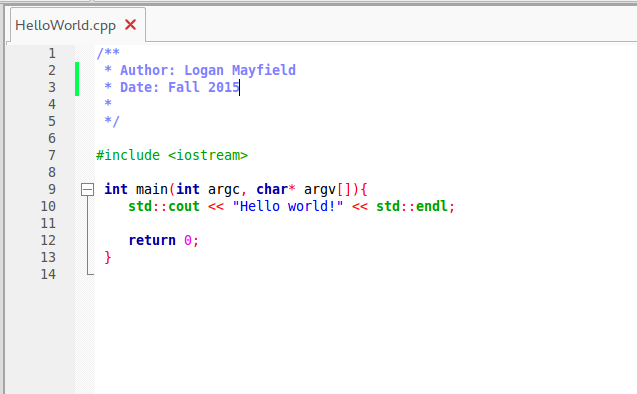 HelloWorld.cpp
1 /**
2  * Author: Logan Mayfield
3  * Date: Fall 2015
4  *
5  */
6
7 #include <iostream>
8
9  int main(int argc, char* argv[]){
10    std::cout << "Hello world!" << std::endl;
11
12    return 0;
13 }
14